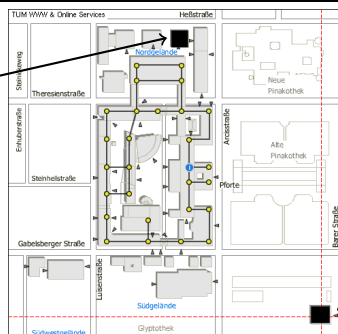 TUM WWW & Online Services
Heßstraße
Steinickeweg
Nordgelände
Neue
Pinakothek
Theresienstraße
Enhuberstraße
Arcisstraße
Alte
Pinakothek
Steinheilstraße
i
Pforte
Barer Straße
Gabelsberger Straße
Luisenstraße
Südgelände
Glyptothek
Südwestgelände